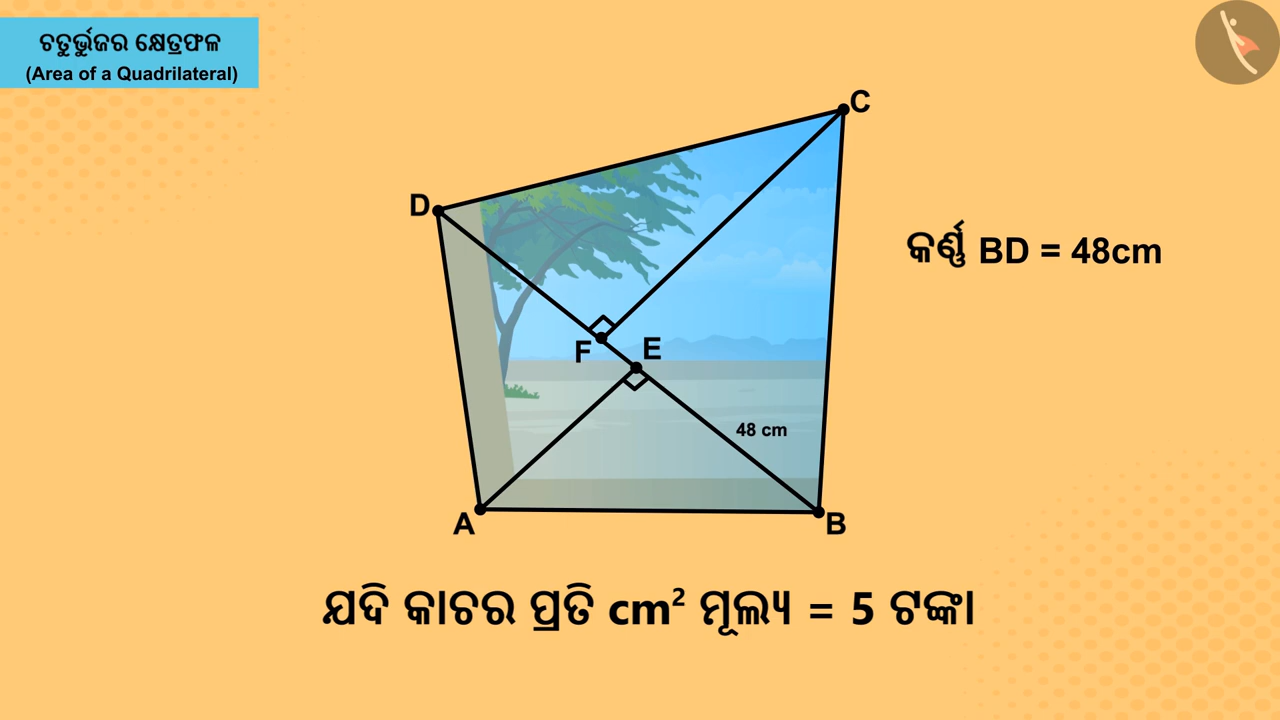 ଚତୁର୍ଭୁଜର କ୍ଷେତ୍ରଫଳ
(Area of a Quadrilateral)
C
D
କର୍ଣ୍ଣ BD = 48cm
F
E
48 cm
A
B
ଯଦି କାଚର ପ୍ରତି cm² ମୂଲ୍ୟ = 5 ଟଙ୍କା